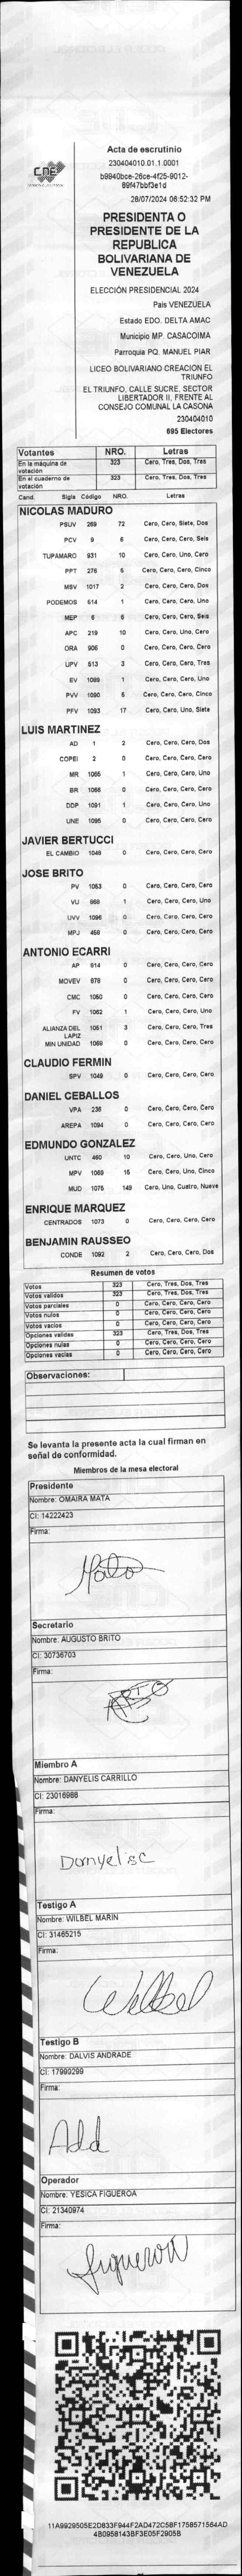 CNE
Acta de escrutinio
230404010.01.1.0001
b9940bce-26ce-4f25-9012-
89f47bbf3e1d
28/07/2024 06:52:32 PM
PRESIDENTA O
PRESIDENTE DE LA
REPUBLICA
BOLIVARIANA DE
VENEZUELA
ELECCIÓN PRESIDENCIAL 2024
Pais VENEZUELA
Estado EDO. DELTA AMAC
Municipio MP. CASACOIMA
Parroquia PQ. MANUEL PIAR
LICEO BOLIVARIANO CREACION EL
TRIUNFO
EL TRIUNFO, CALLE SUCRE, SECTOR
LIBERTADOR II, FRENTE AL
CONSEJO COMUNAL LA CASONA
230404010
695 Electores
Votantes NRO. Letras
En la máquina de votación 323 Cero, Tres, Dos, Tres
En el cuaderno de votación 323 Cero, Tres, Dos, Tres
Cand. Sigla Código NRO. Letras
NICOLAS MADURO
PSUV 269 72 Cero, Cero, Siete, Dos
PCV 9 6 Cero, Cero, Cero, Seis
TUPAMARO 931 10 Cero, Cero, Uno, Cero
PPT 276 5 Cero, Cero, Cero, Cinco
MSV 1017 2 Cero, Cero, Cero, Dos
PODEMOS 514 1 Cero, Cero, Cero, Uno
MEP 6 6 Cero, Cero, Cero, Seis
APC 219 10 Cero, Cero, Uno, Cero
ORA 906 0 Cero, Cero, Cero, Cero
UPV 513 3 Cero, Cero, Cero, Tres
EV 1089 1 Cero, Cero, Cero, Uno
PVV 1090 5 Cero, Cero, Cero, Cinco
PFV 1093 17 Cero, Cero, Uno, Siete
LUIS MARTINEZ
AD 1 2 Cero, Cero, Cero, Dos
COPEI 2 0 Cero, Cero, Cero, Cero
MR 1065 1 Cero, Cero, Cero, Uno
BR 1066 0 Cero, Cero, Cero, Cero
DDP 1091 1 Cero, Cero, Cero, Uno
UNE 1095 0 Cero, Cero, Cero, Cero
JAVIER BERTUCCI
EL CAMBIO 1048 0 Cero, Cero, Cero, Cero
JOSE BRITO
PV 1053 0 Cero, Cero, Cero, Cero
VU 868 1 Cero, Cero, Cero, Uno
UVV 1096 0 Cero, Cero, Cero, Cero
MPJ 458 0 Cero, Cero, Cero, Cero
ANTONIO ECARRI
AP 914 0 Cero, Cero, Cero, Cero
MOVEV 878 0 Cero, Cero, Cero, Cero
CMC 1050 0 Cero, Cero, Cero, Cero
FV 1062 1 Cero, Cero, Cero, Uno
ALIANZA DEL LAPIZ 1051 3 Cero, Cero, Cero, Tres
MIN UNIDAD 1069 0 Cero, Cero, Cero, Cero
CLAUDIO FERMIN
SPV 1049 0 Cero, Cero, Cero, Cero
DANIEL CEBALLOS
VPA 236 0 Cero, Cero, Cero, Cero
AREPA 1094 0 Cero, Cero, Cero, Cero
EDMUNDO GONZALEZ
UNTC 460 10 Cero, Cero, Uno, Cero
MPV 1069 15 Cero, Cero, Uno, Cinco
MUD 1075 149 Cero, Uno, Cuatro, Nueve
ENRIQUE MARQUEZ
CENTRADOS 1073 0 Cero, Cero, Cero, Cero
BENJAMIN RAUSSEO
CONDE 1092 2 Cero, Cero, Cero, Dos
Resumen de votos
Votos 323 Cero, Tres, Dos, Tres
Votos validos 323 Cero, Tres, Dos, Tres
Votos parciales 0 Cero, Cero, Cero, Cero
Votos nulos 0 Cero, Cero, Cero, Cero
Votos vacios 0 Cero, Cero, Cero, Cero
Opciones validas 323 Cero, Tres, Dos, Tres
Opciones nulas 0 Cero, Cero, Cero, Cero
Opciones vacias 0 Cero, Cero, Cero, Cero
Observaciones:
Se levanta la presente acta la cual firman en
señal de conformidad.
Miembros de la mesa electoral
Presidente
Nombre: OMAIRA MATA
CI: 14222423
Firma:
Mata
Secretario
Nombre: AUGUSTO BRITO
CI: 30736703
Firma:
Miembro A
Nombre: DANYELIS CARRILLO
CI: 23016988
Firma:
Danyelisc
Testigo A
Nombre: WILBEL MARIN
CI: 31465215
Firma:
Wilbel
Testigo B
Nombre: DALVIS ANDRADE
CI: 17999299
Firma:
Operador
Nombre: YESICA FIGUEROA
CI: 21340974
Firma:
Figueroa
11A9929505E2D833F944F2AD472C58F1758571564AD
4B0958143BF3E05F2905B